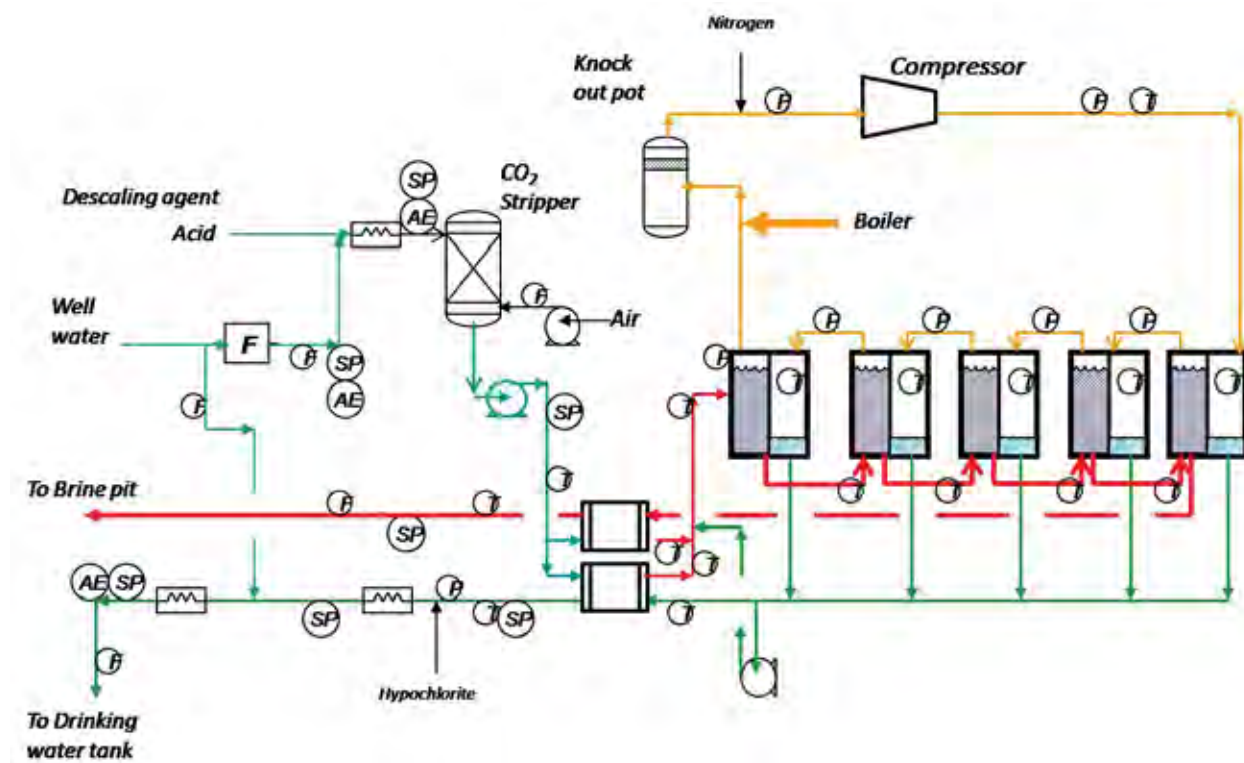 Nitrogen
Knock
out pot
Compressor
P
P
T
SP
CO₂
Stripper
Descaling agent
AE
Acid
Boiler
F
Well
water
Air
F
F
SP
AE
P
P
P
P
P
T
T
T
T
T
F
SP
T
T
T
T
T
T
To Brine pit
F
T
SP
T
T
AE
SP
P
T
SP
SP
T
F
Hypochlorite
To Drinking
water tank